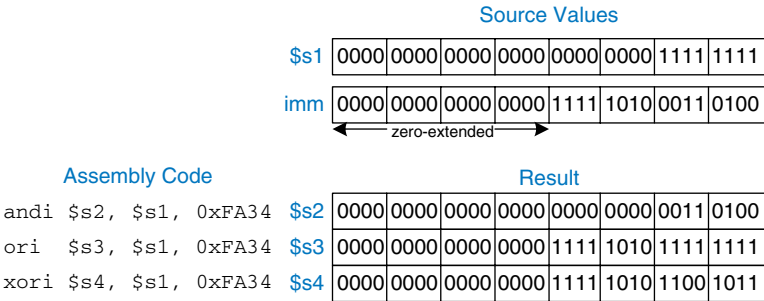 Source Values
$s1 0000 0000 0000 0000 0000 0000 1111 1111
imm 0000 0000 0000 0000 1111 1010 0011 0100
zero-extended
Assembly Code Result
andi $s2, $s1, 0xFA34 $s2 0000 0000 0000 0000 0000 0000 0011 0100
ori $s3, $s1, 0xFA34 $s3 0000 0000 0000 0000 1111 1010 1111 1111
xori $s4, $s1, 0xFA34 $s4 0000 0000 0000 0000 1111 1010 1100 1011